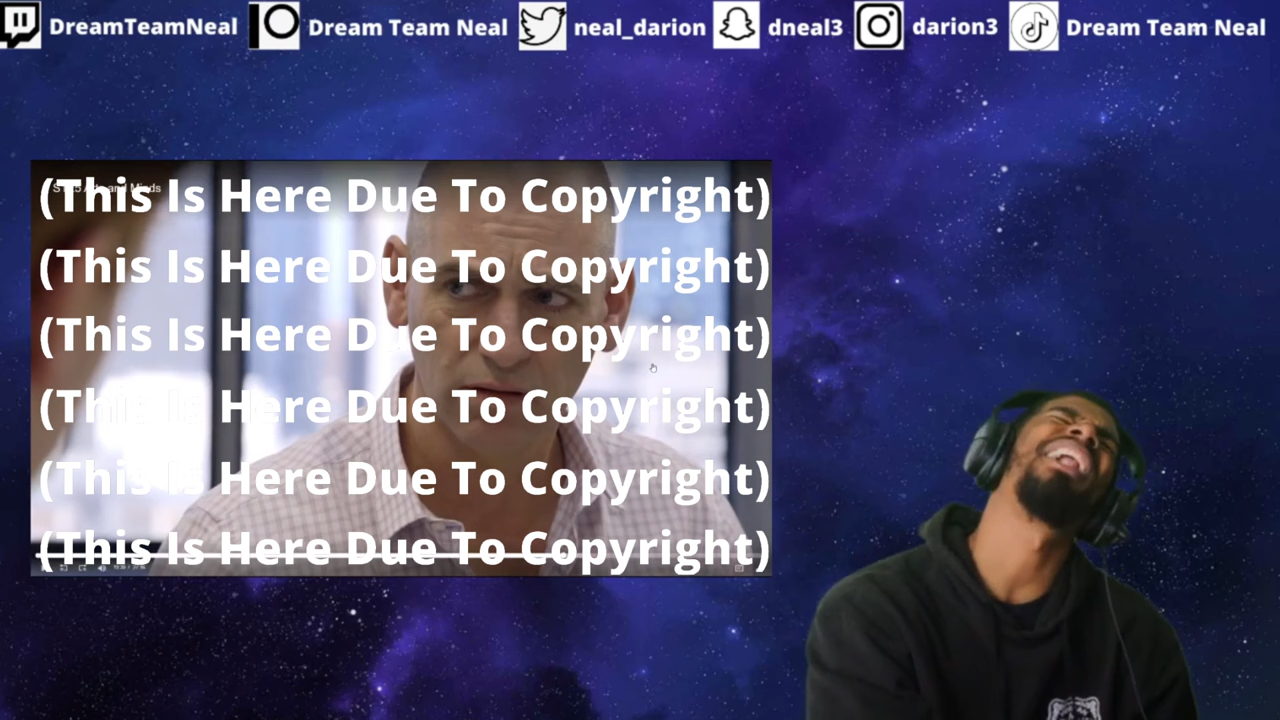 DreamTeamNeal Dream Team Neal neal_darion dneal3 darion3 Dream Team Neal
(This Is Here Due To Copyright)
(This Is Here Due To Copyright)
(This Is Here Due To Copyright)
(This Is Here Due To Copyright)
(This Is Here Due To Copyright)
(This Is Here Due To Copyright)